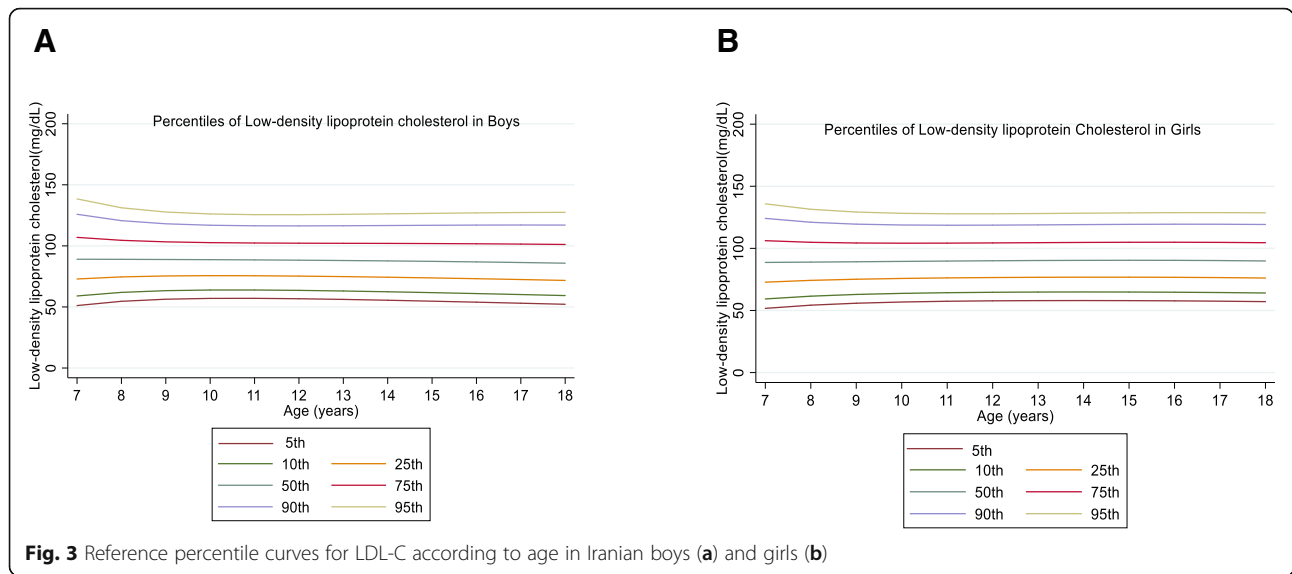 A
Percentiles of Low-density lipoprotein cholesterol in Boys
Low-density lipoprotein cholesterol(mg/dL)
200
150
100
50
0
7 8 9 10 11 12 13 14 15 16 17 18
Age (years)
5th
10th 25th
50th 75th
90th 95th
B
Percentiles of Low-density lipoprotein Cholesterol in Girls
Low-density lipoprotein cholesterol(mg/dL)
200
150
100
50
0
7 8 9 10 11 12 13 14 15 16 17 18
Age (years)
5th
10th 25th
50th 75th
90th 95th
Fig. 3 Reference percentile curves for LDL-C according to age in Iranian boys (a) and girls (b)